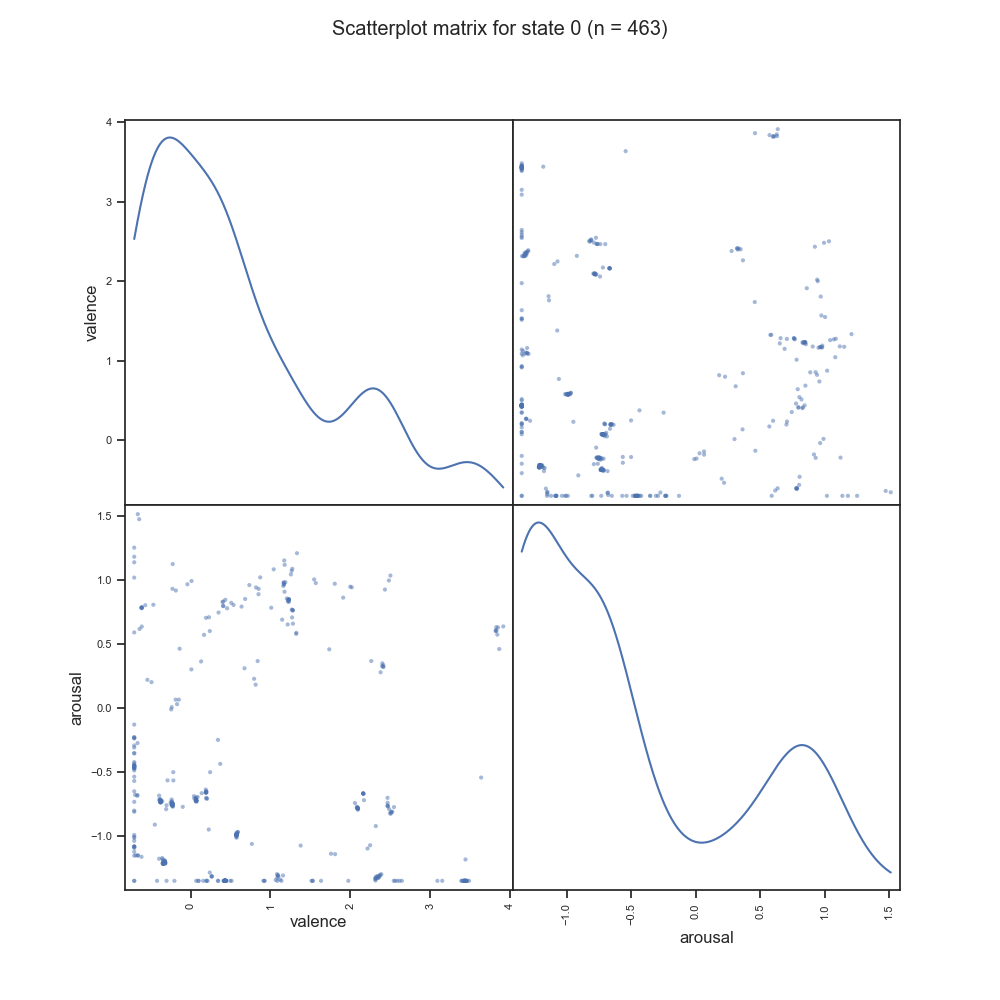 Scatterplot matrix for state 0 (n = 463)
4
3
2
1
0
valence
1.5
1.0
0.5
0.0
−0.5
−1.0
arousal
0 1 2 3 4
valence
−1.0 −0.5 0.0 0.5 1.0 1.5
arousal